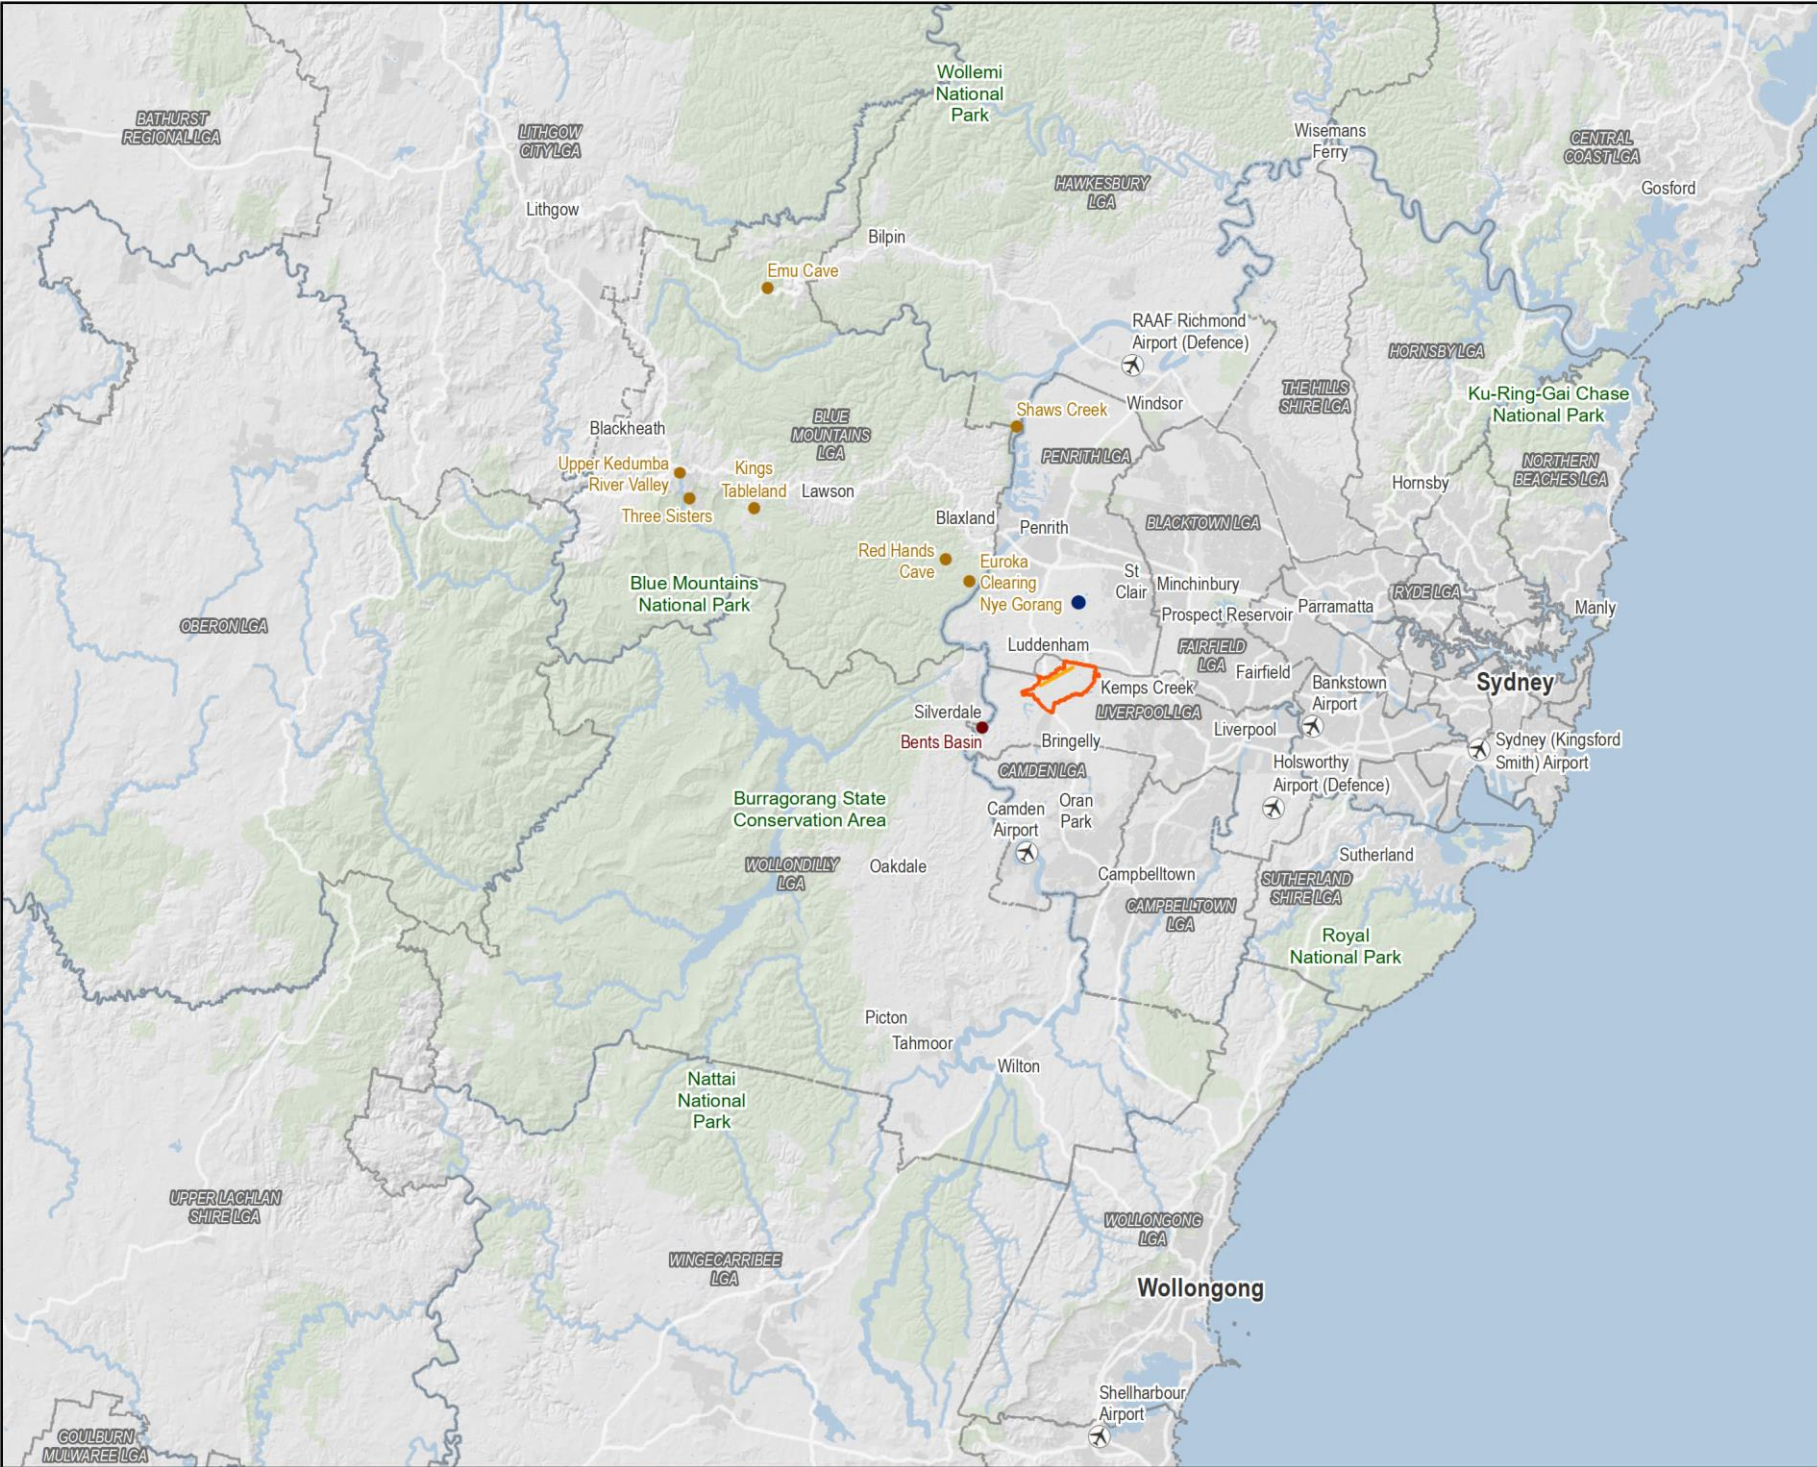 Wollemi
National
Park
BATHURST
REGIONAL LGA
LITHGOW
CITY LGA
Wisemans
Ferry
CENTRAL
COAST LGA
HAWKESBURY
LGA
Gosford
Lithgow
Bilpin
Emu Cave
RAAF Richmond
Airport (Defence)
HORNSBY LGA
THE HILLS
SHIRE LGA
Ku-Ring-Gai Chase
National Park
Shaws Creek
Windsor
BLUE
MOUNTAINS
LGA
Blackheath
PENRITH LGA
Upper Kedumba
River Valley
Kings
Tableland
Lawson
NORTHERN
BEACHES LGA
Hornsby
Three Sisters
Blaxland
Penrith
BLACKTOWN LGA
Red Hands
Cave
Euroka
Clearing
Nye Gorang
St
Clair
Minchinbury
Blue Mountains
National Park
RYDE LGA
Prospect Reservoir
Parramatta
Manly
OBERON LGA
Luddenham
FAIRFIELD
LGA
Fairfield
Kemps Creek
Bankstown
Airport
Sydney
Silverdale
LIVERPOOL LGA
Liverpool
Bents Basin
Bringelly
Sydney (Kingsford
Smith) Airport
CAMDEN LGA
Holsworthy
Airport (Defence)
Burragorang State
Conservation Area
Camden
Airport
Oran
Park
WOLLONDILLY
LGA
Oakdale
Sutherland
Campbelltown
SUTHERLAND
SHIRE LGA
CAMPBELLTOWN
LGA
Royal
National Park
Picton
Tahmoor
Wilton
Nattai
National
Park
UPPER LACHLAN
SHIRE LGA
WOLLONGONG
LGA
WINGECARRIBEE
LGA
Wollongong
Shellharbour
Airport
GOULBURN
MULWAREE LGA